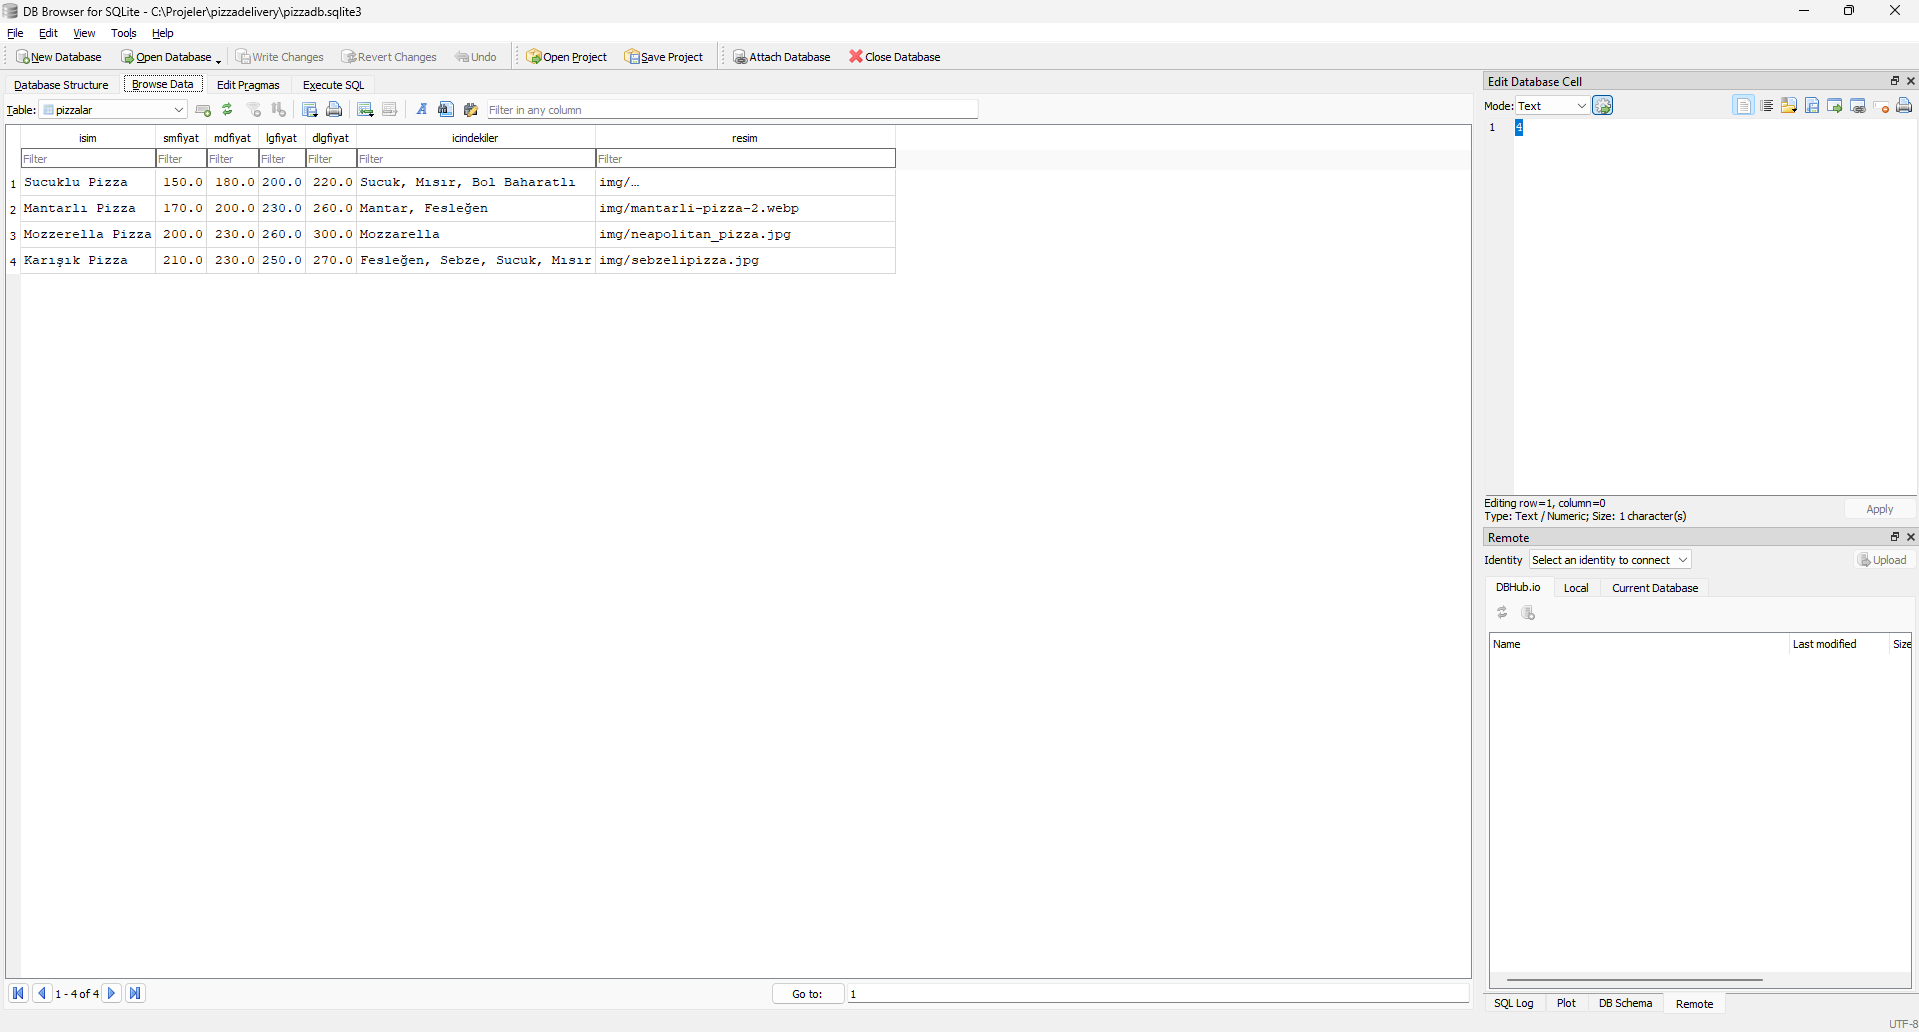 DB Browser for SQLite - C:\Projeler\pizzadelivery\pizzadb.sqlite3
File Edit View Tools Help
New Database Open Database Write Changes Revert Changes Undo Open Project Save Project Attach Database Close Database
Database Structure Browse Data Edit Pragmas Execute SQL
Table: pizzalar Filter in any column
isim smfiyat mdfiyat lgfiyat dlgfiyat icindekiler resim
Filter Filter Filter Filter Filter Filter Filter
1 Sucuklu Pizza 150.0 180.0 200.0 220.0 Sucuk, Mısır, Bol Baharatlı img/…
2 Mantarlı Pizza 170.0 200.0 230.0 260.0 Mantar, Fesleğen img/mantarli-pizza-2.webp
3 Mozzerella Pizza 200.0 230.0 260.0 300.0 Mozzarella img/neapolitan_pizza.jpg
4 Karışık Pizza 210.0 230.0 250.0 270.0 Fesleğen, Sebze, Sucuk, Mısır img/sebzelipizza.jpg
1 - 4 of 4 Go to: 1
Edit Database Cell
Mode: Text
1 4
Editing row=1, column=0
Type: Text / Numeric; Size: 1 character(s)
Apply
Remote
Identity Select an identity to connect Upload
DBHub.io Local Current Database
Name Last modified Size
SQL Log Plot DB Schema Remote
UTF-8